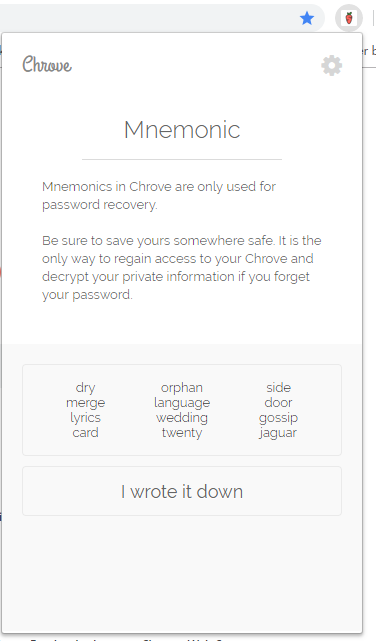 Chrove
Mnemonic
Mnemonics in Chrove are only used for
password recovery.
Be sure to save yours somewhere safe. It is the
only way to regain access to your Chrove and
decrypt your private information if you forget
your password.
dry orphan side
merge language door
lyrics wedding gossip
card twenty jaguar
I wrote it down